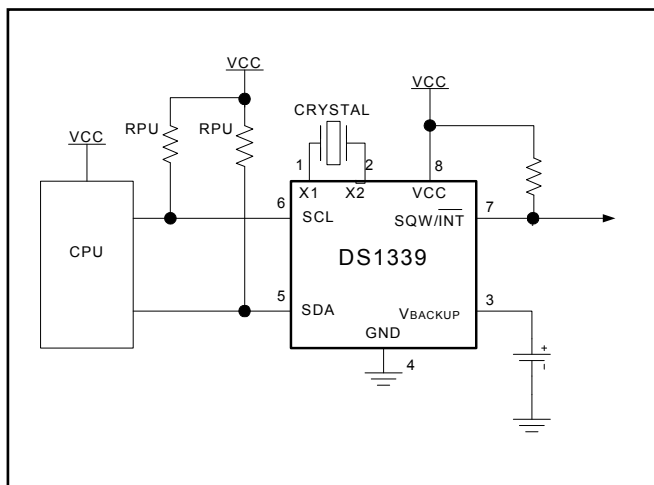 VCC
VCC
CRYSTAL
VCC
RPU
RPU
1
2
8
X1
X2
VCC
6
SCL
SQW/I̅N̅T̅
7
CPU
DS1339
5
SDA
VBACKUP
3
GND
4
+
-